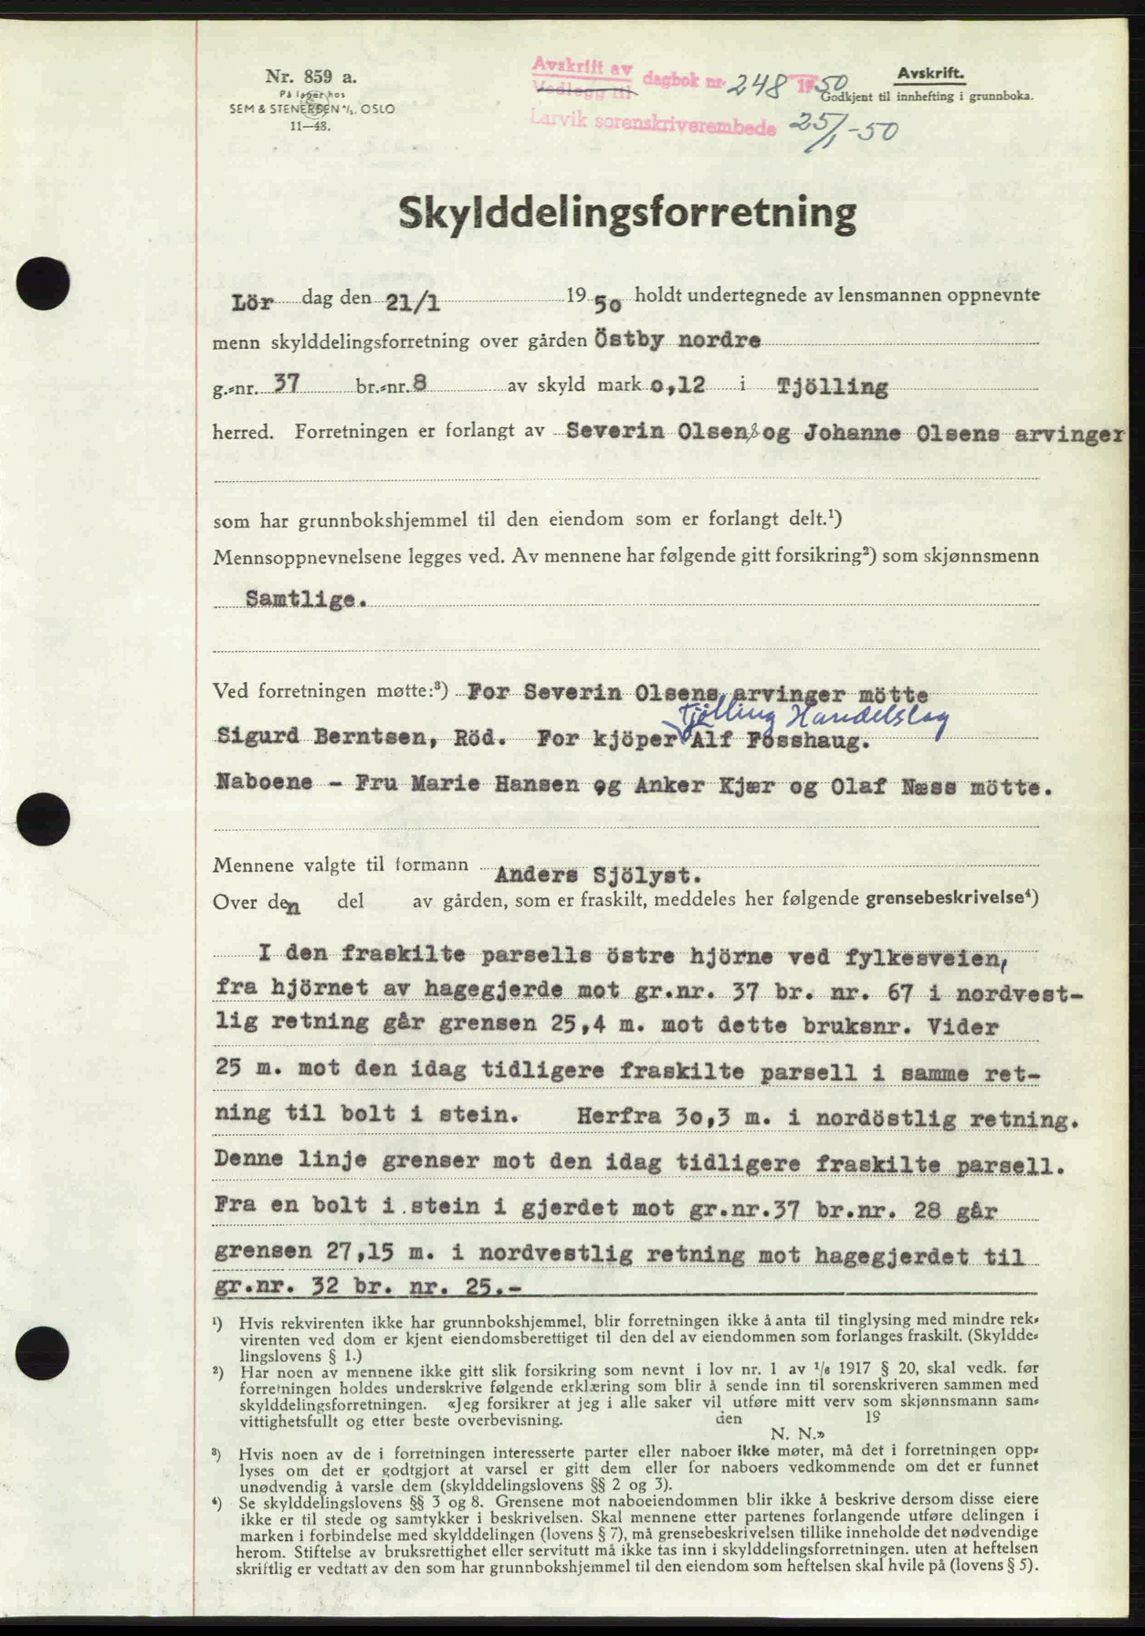 Nr. 859 a.
På lager hos
SEM & STENERSEN A/S. OSLO
11—48.
Avskrift av
Vedlegg til
dagbok nr. 248 1950
Larvik sorenskriverembede 25/1-50
Avskrift.
Godkjent til innhefting i grunnboka.
Skylddelingsforretning
Lör dag den 21/1 19 50 holdt undertegnede av lensmannen oppnevnte
menn skylddelingsforretning over gården Östby nordre
g.-nr. 37 br.-nr. 8 av skyld mark 0,12 i Tjölling
herred. Forretningen er forlangt av Severin Olsens og Johanne Olsens arvinger
som har grunnbokshjemmel til den eiendom som er forlangt delt.¹)
Mennsoppnevnelsene legges ved. Av mennene har følgende gitt forsikring²) som skjønnsmenn
Samtlige.
Ved forretningen møtte:³) For Severin Olsens arvinger mötte
Tjølling Handelslag
Sigurd Berntsen, Röd. For kjöper Alf Fosshaug.
Naboene - Fru Marie Hansen og Anker Kjær og Olaf Næss mötte.
Mennene valgte til formann Anders Sjölyst.
Over den del av gården, som er fraskilt, meddeles her følgende grensebeskrivelse⁴)
I den fraskilte parsells östre hjörne ved fylkesveien,
fra hjörnet av hagegjerde mot gr.nr. 37 br. nr. 67 i nordvest-
lig retning går grensen 25,4 m. mot dette bruksnr. Vider
25 m. mot den idag tidligere fraskilte parsell i samme ret-
ning til bolt i stein. Herfra 30,3 m. i nordöstlig retning.
Denne linje grenser mot den idag tidligere fraskilte parsell.
Fra en bolt i stein i gjerdet mot gr.nr.37 br.nr. 28 går
grensen 27,15 m. i nordvestlig retning mot hagegjerdet til
gr.nr. 32 br. nr. 25.-
¹) Hvis rekvirenten ikke har grunnbokshjemmel, blir forretningen ikke å anta til tinglysing med mindre rek-
virenten ved dom er kjent eiendomsberettiget til den del av eiendommen som forlanges fraskilt. (Skyldde-
lingslovens § 1.)
²) Har noen av mennene ikke gitt slik forsikring som nevnt i lov nr. 1 av 1/6 1917 § 20, skal vedk. før
forretningen holdes underskrive følgende erklæring som blir å sende inn til sorenskriveren sammen med
skylddelingsforretningen. «Jeg forsikrer at jeg i alle saker vil utføre mitt verv som skjønnsmann sam-
vittighetsfullt og etter beste overbevisning. den 19
N. N.»
³) Hvis noen av de i forretningen interesserte parter eller naboer ikke møter, må det i forretningen opp-
lyses om det er godtgjort at varsel er gitt dem eller for naboers vedkommende om det er funnet
unødvendig å varsle dem (skylddelingslovens §§ 2 og 3).
⁴) Se skylddelingslovens §§ 3 og 8. Grensene mot naboeiendommen blir ikke å beskrive dersom disse eiere
ikke er til stede og samtykker i beskrivelsen. Skal mennene etter partenes forlangende utføre delingen i
marken i forbindelse med skylddelingen (lovens § 7), må grensebeskrivelsen tillike inneholde det nødvendige
herom. Stiftelse av bruksrettighet eller servitutt må ikke tas inn i skylddelingsforretningen. uten at heftelsen
skriftlig er vedtatt av den som har grunnbokshjemmel til den eiendom som heftelsen skal hvile på (lovens § 5).